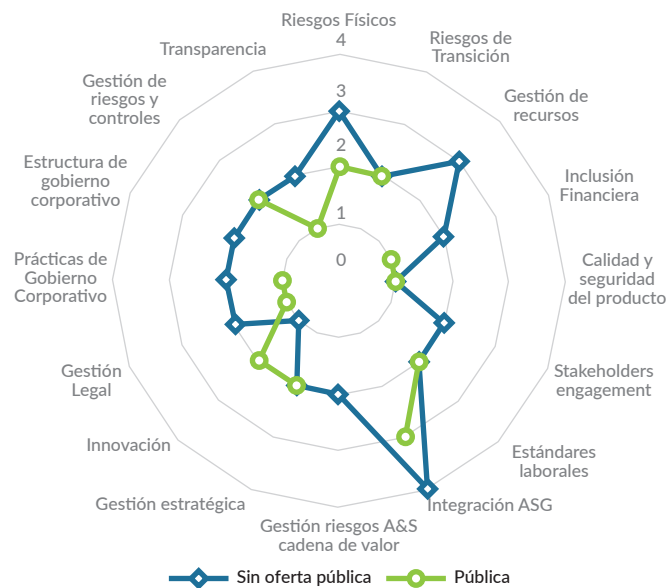 Riesgos Físicos
4
3
2
1
0
Riesgos de
Transición
Gestión de
recursos
Inclusión
Financiera
Calidad y
seguridad
del producto
Stakeholders
engagement
Estándares
laborales
Integración ASG
Gestión riesgos A&S
cadena de valor
Gestión estratégica
Innovación
Gestión
Legal
Prácticas de
Gobierno
Corporativo
Estructura de
gobierno
corporativo
Gestión de
riesgos y
controles
Transparencia
Sin oferta pública
Pública